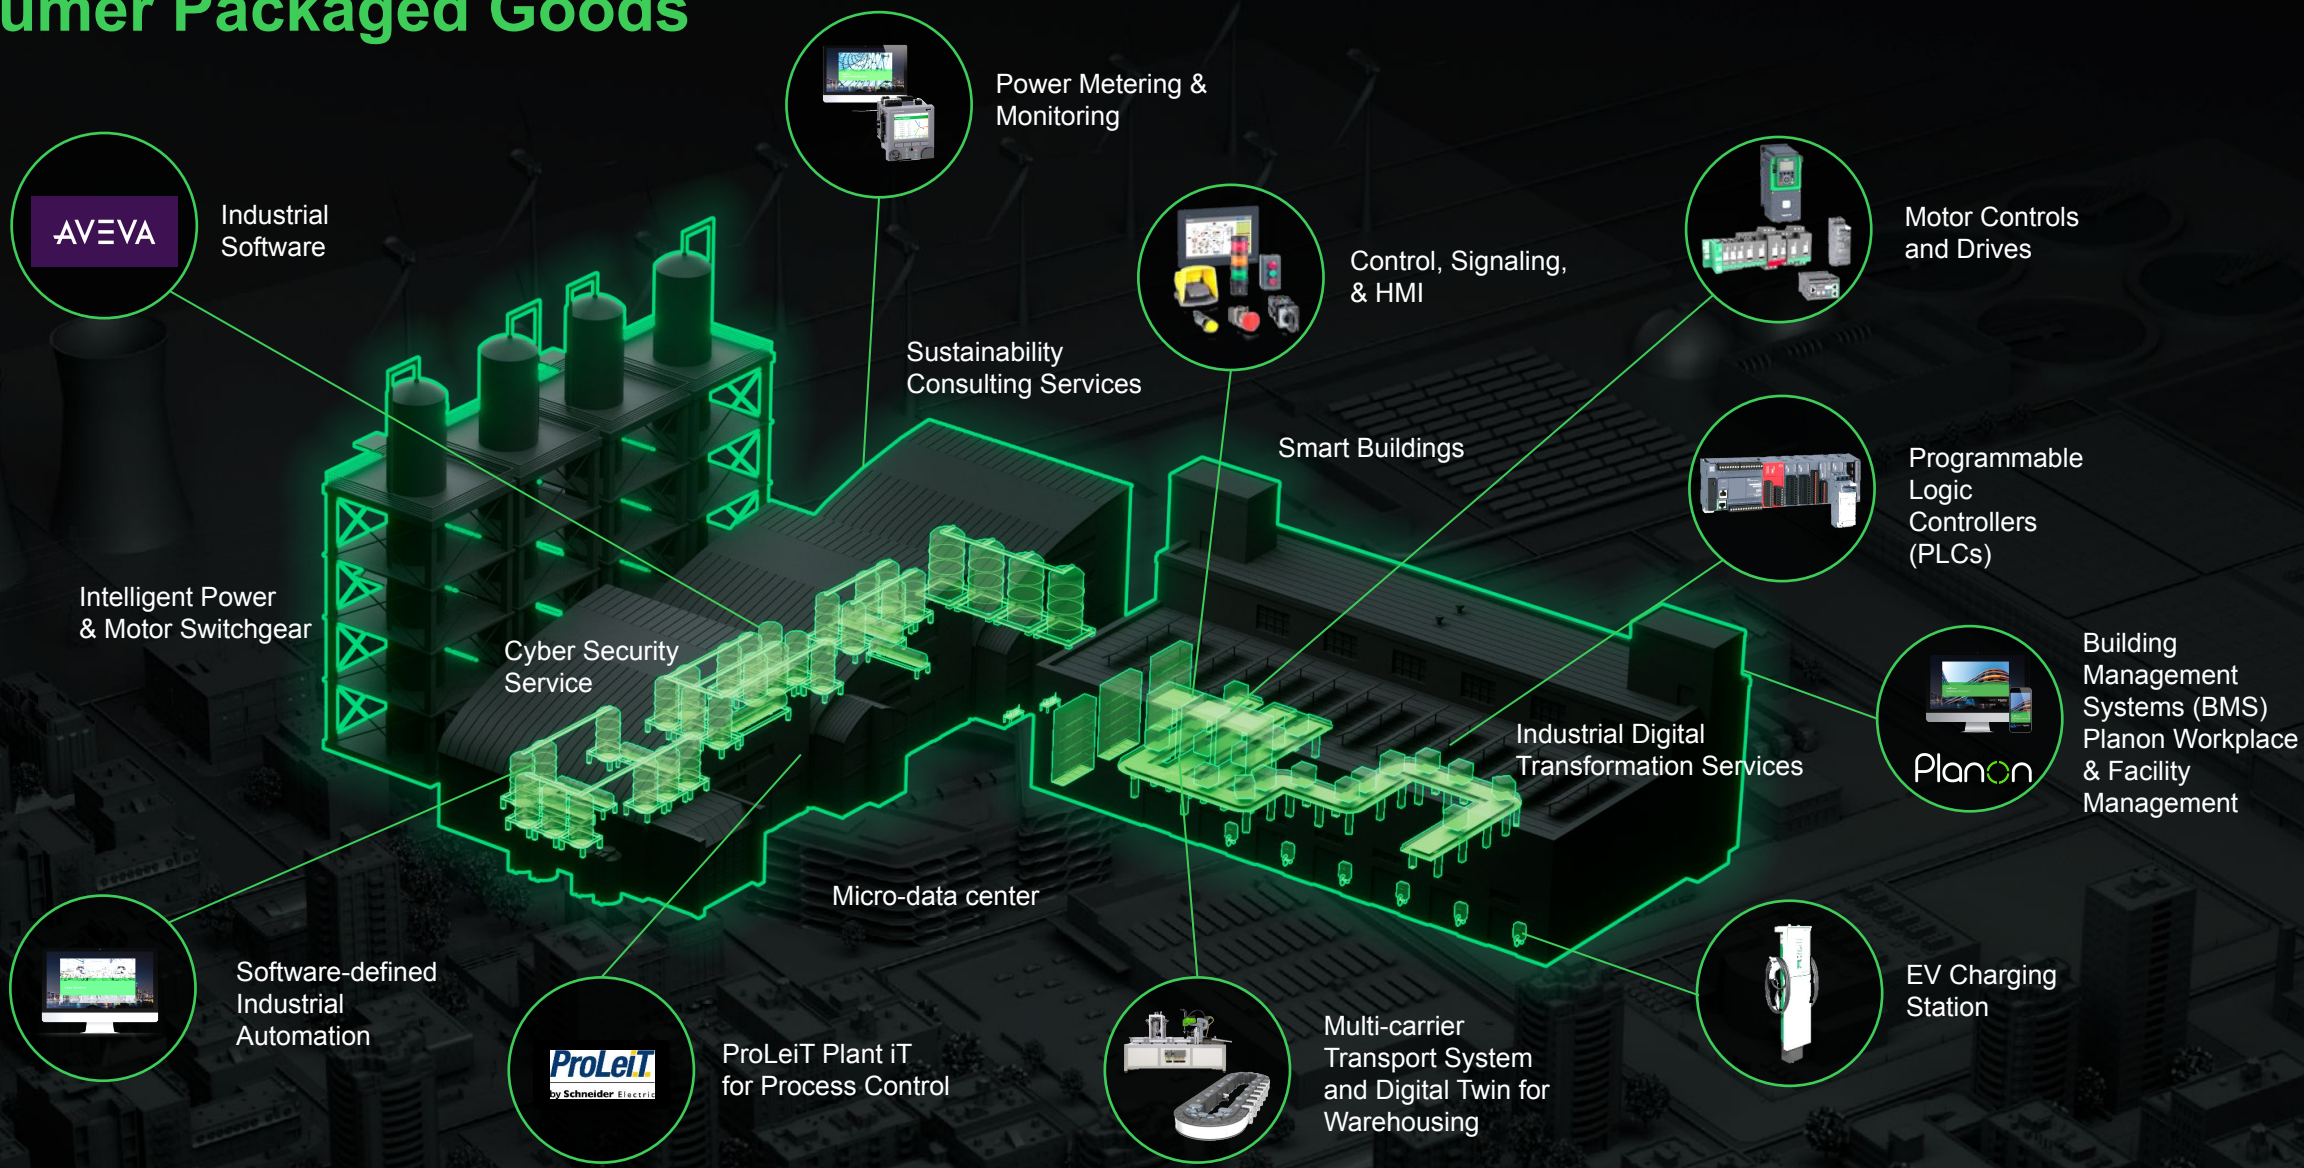 umer Packaged Goods
Power Metering &
Monitoring
AVEVA
Industrial
Software
Control, Signaling,
& HMI
Motor Controls
and Drives
Sustainability
Consulting Services
Smart Buildings
Programmable
Logic
Controllers
(PLCs)
Intelligent Power
& Motor Switchgear
Cyber Security
Service
Industrial Digital
Transformation Services
Planon
Building
Management
Systems (BMS)
Planon Workplace
& Facility
Management
Micro-data center
Software-defined
Industrial
Automation
ProLeiT
by Schneider Electric
ProLeiT Plant iT
for Process Control
Multi-carrier
Transport System
and Digital Twin for
Warehousing
EV Charging
Station